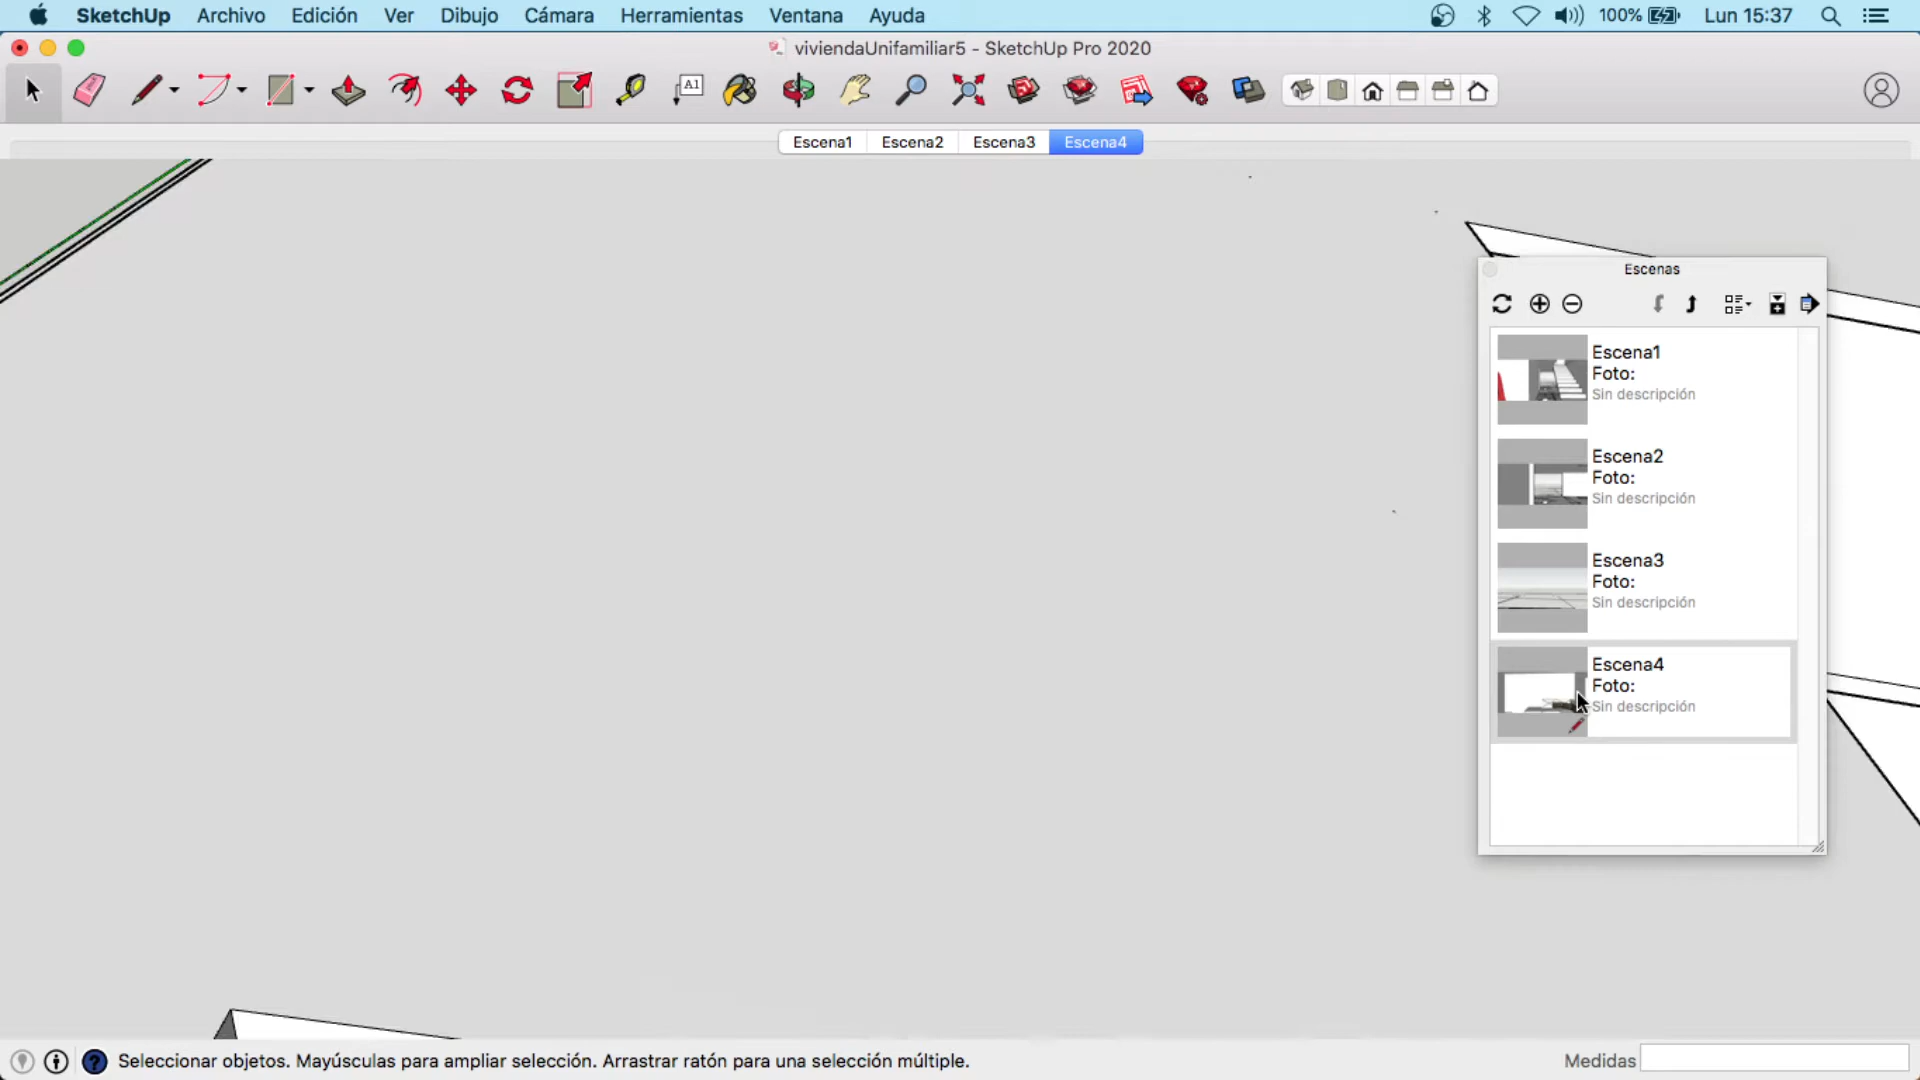 SketchUp Archivo Edición Ver Dibujo Cámara Herramientas Ventana Ayuda 100% Lun 15:37
viviendaUnifamiliar5 - SketchUp Pro 2020
A1
Escena1 Escena2 Escena3 Escena4
Escenas
Escena1
Foto:
Sin descripción
Escena2
Foto:
Sin descripción
Escena3
Foto:
Sin descripción
Escena4
Foto:
Sin descripción
Seleccionar objetos. Mayúsculas para ampliar selección. Arrastrar ratón para una selección múltiple.
Medidas